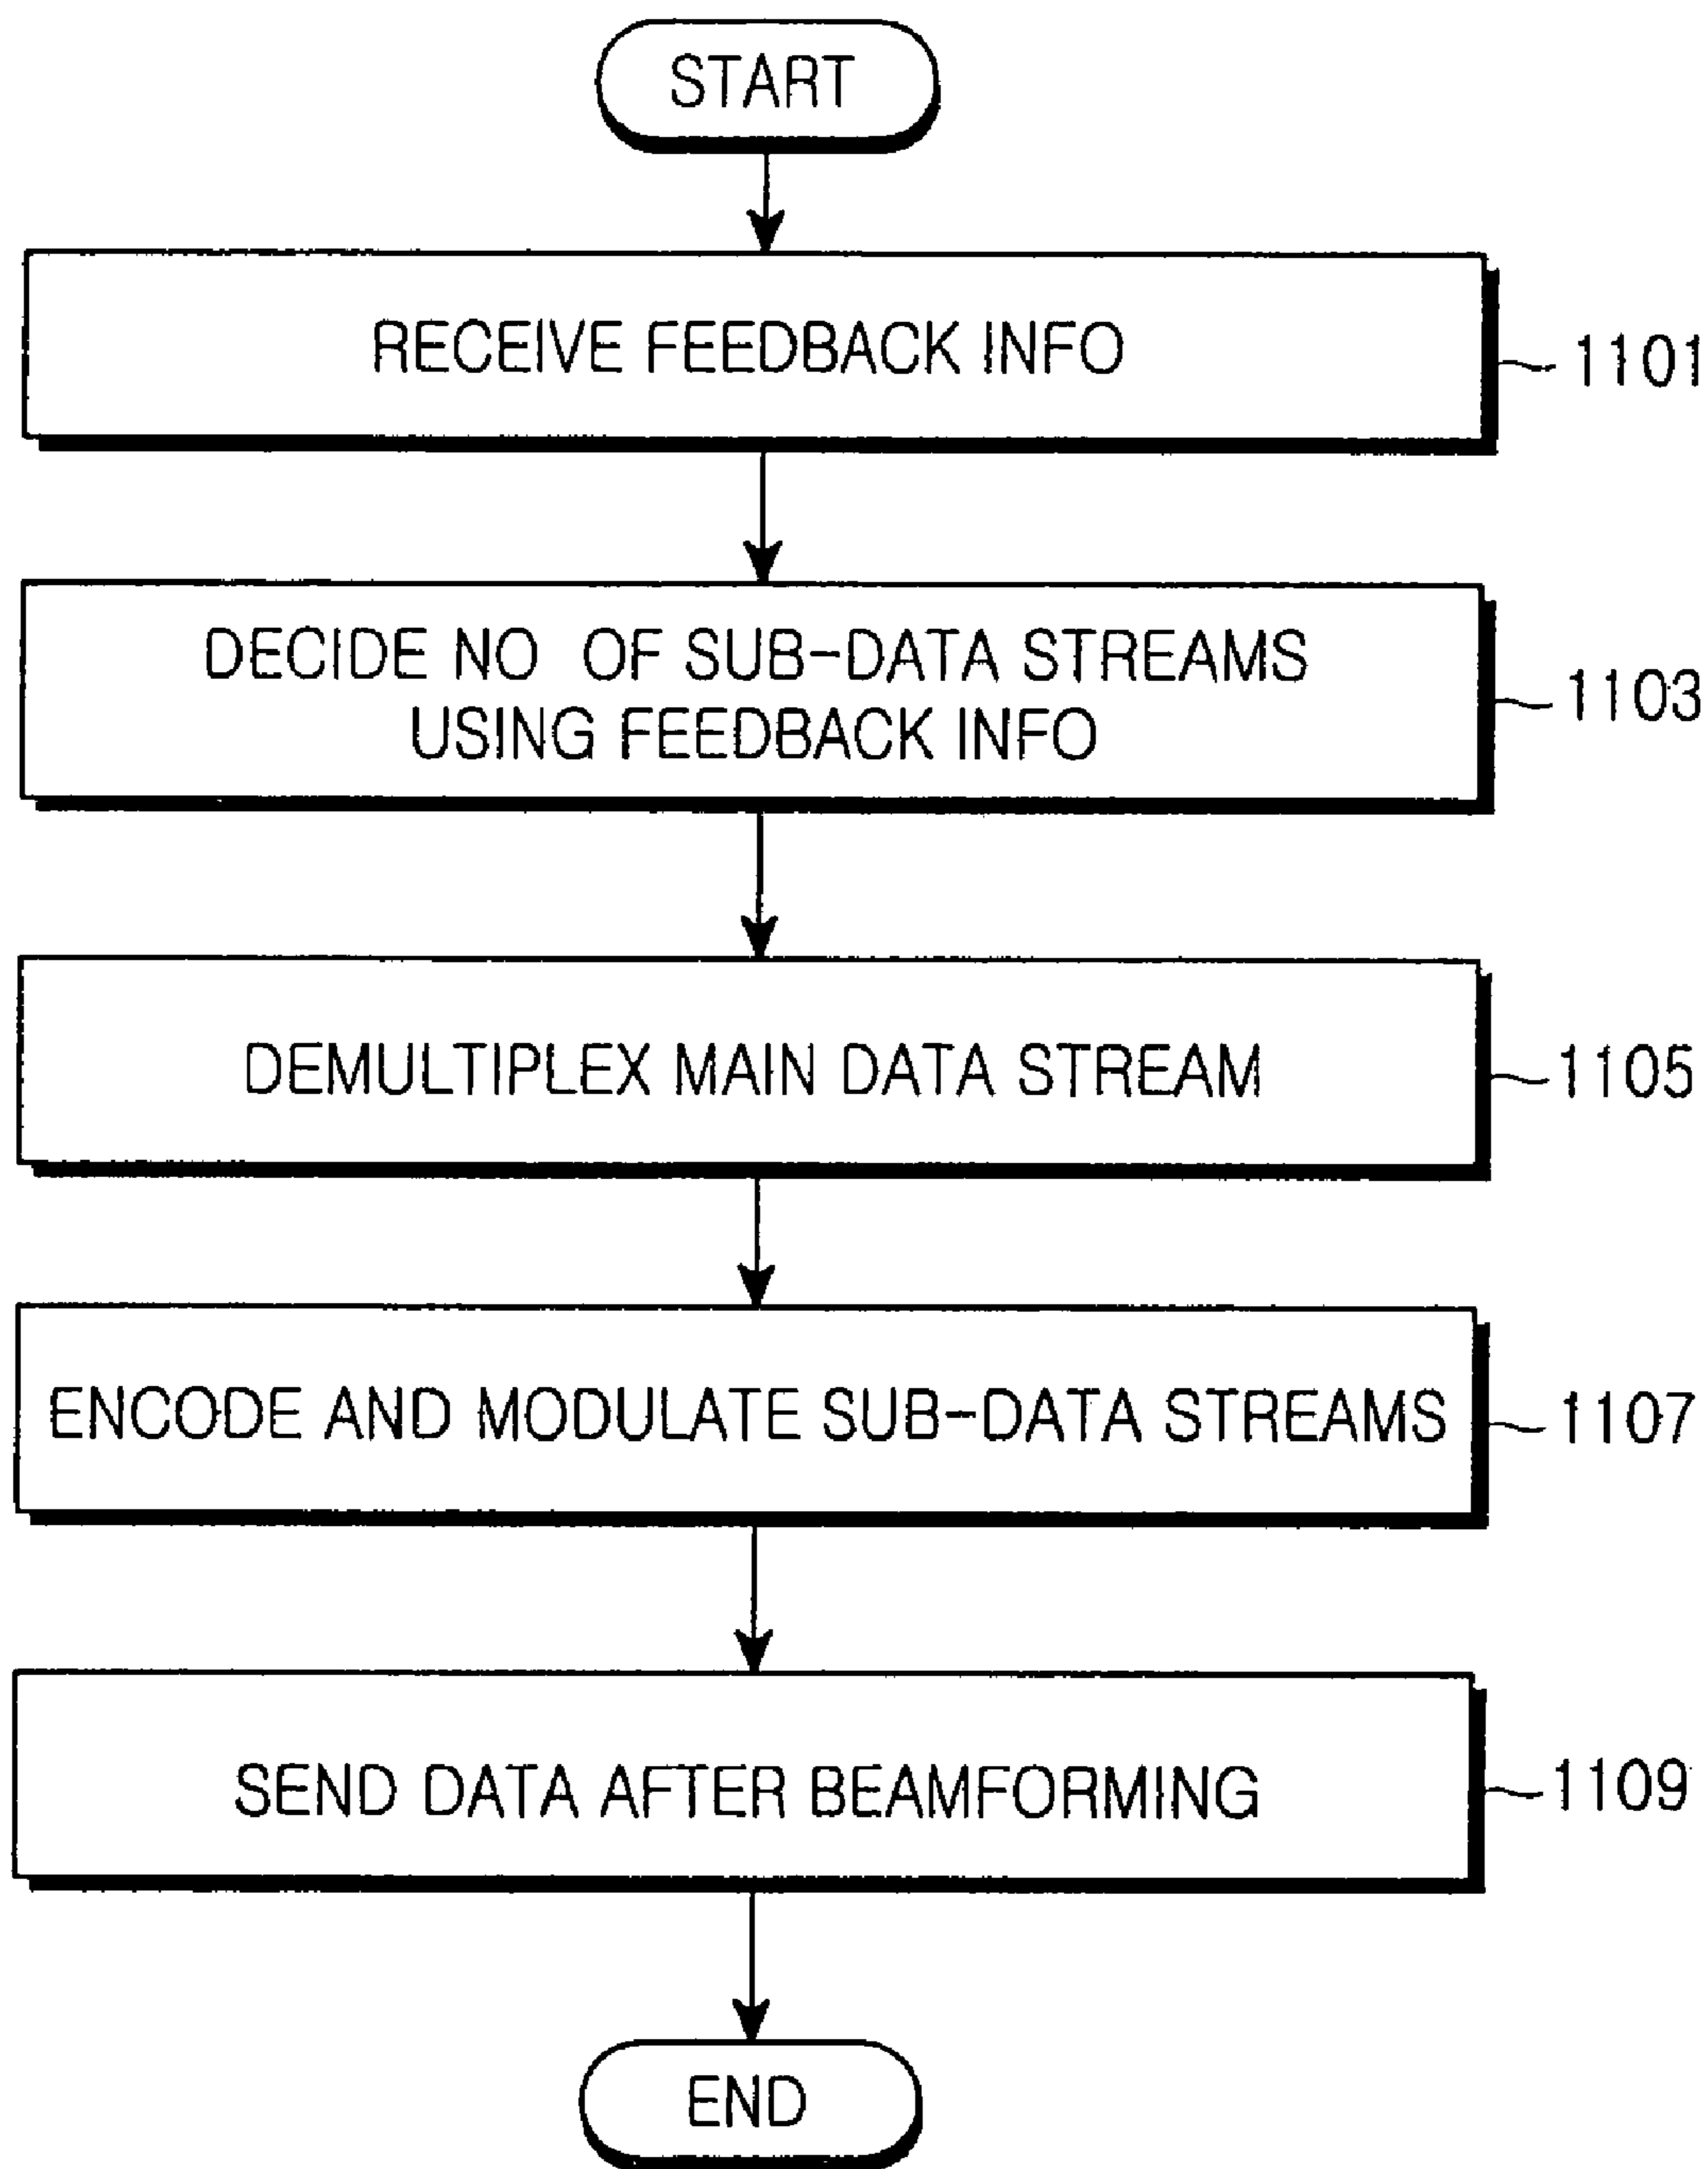 START
RECEIVE FEEDBACK INFO
1101
DECIDE NO OF SUB-DATA STREAMS
USING FEEDBACK INFO
1103
DEMULTIPLEX MAIN DATA STREAM
1105
ENCODE AND MODULATE SUB-DATA STREAMS
1107
SEND DATA AFTER BEAMFORMING
1109
END